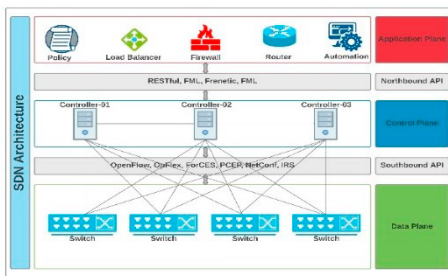 SDN Architecture
Policy
Load Balancer
Firewall
Router
Automation
Application Plane
RESTful, FML, Frenetic, FML
Northbound API
Controller-01
Controller-02
Controller-03
Control Plane
OpenFlow, OpFlex, ForCES, PCEP, NetConf, IRS
Southbound API
Switch
Switch
Switch
Switch
Data Plane